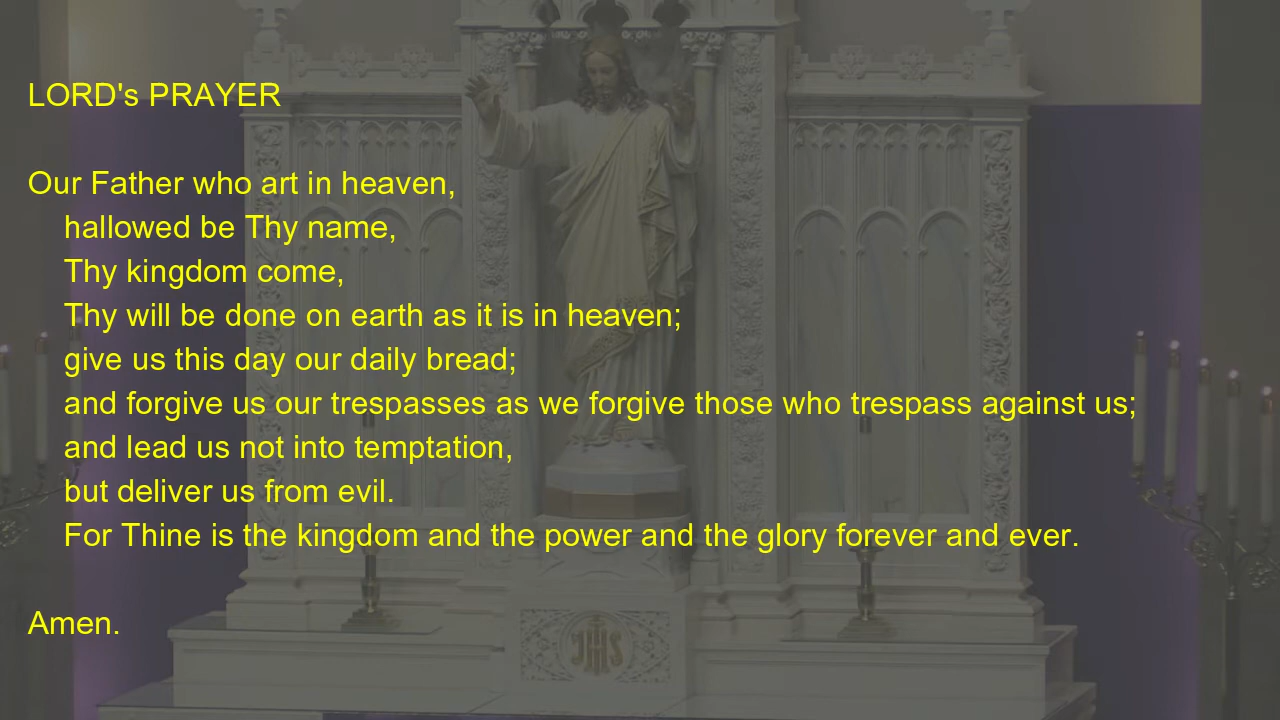 LORD's PRAYER
Our Father who art in heaven,
hallowed be Thy name,
Thy kingdom come,
Thy will be done on earth as it is in heaven;
give us this day our daily bread;
and forgive us our trespasses as we forgive those who trespass against us;
and lead us not into temptation,
but deliver us from evil.
For Thine is the kingdom and the power and the glory forever and ever.
Amen.
IHS